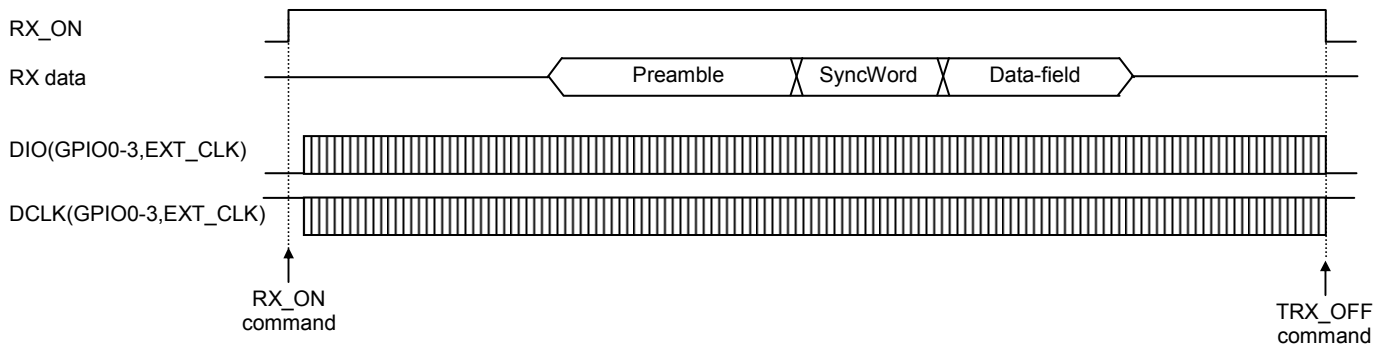 RX_ON
RX data
Preamble
SyncWord
Data-field
DIO(GPIO0-3,EXT_CLK)
DCLK(GPIO0-3,EXT_CLK)
RX_ON
command
TRX_OFF
command